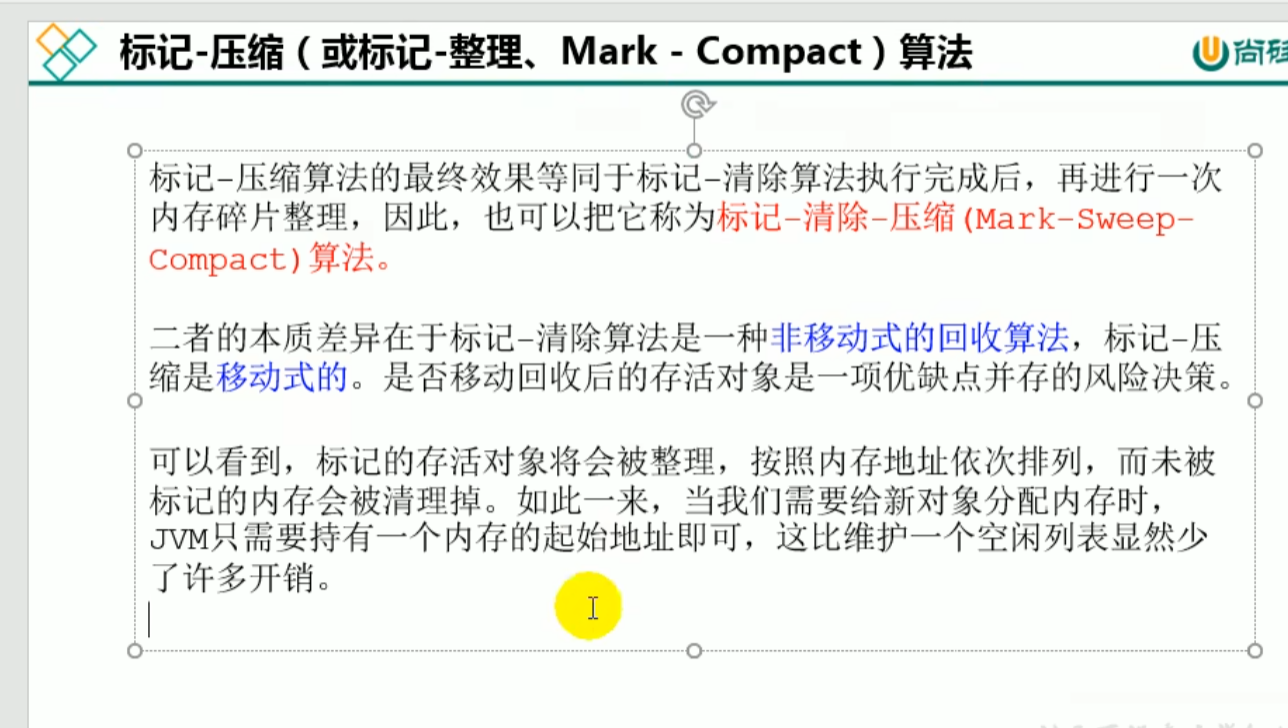 标记-压缩（或标记-整理、Mark - Compact）算法
尚硅
标记-压缩算法的最终效果等同于标记-清除算法执行完成后，再进行一次
内存碎片整理，因此，也可以把它称为标记-清除-压缩(Mark-Sweep-
Compact)算法。
二者的本质差异在于标记-清除算法是一种非移动式的回收算法，标记-压
缩是移动式的。是否移动回收后的存活对象是一项优缺点并存的风险决策。
可以看到，标记的存活对象将会被整理，按照内存地址依次排列，而未被
标记的内存会被清理掉。如此一来，当我们需要给新对象分配内存时，
JVM只需要持有一个内存的起始地址即可，这比维护一个空闲列表显然少
了许多开销。